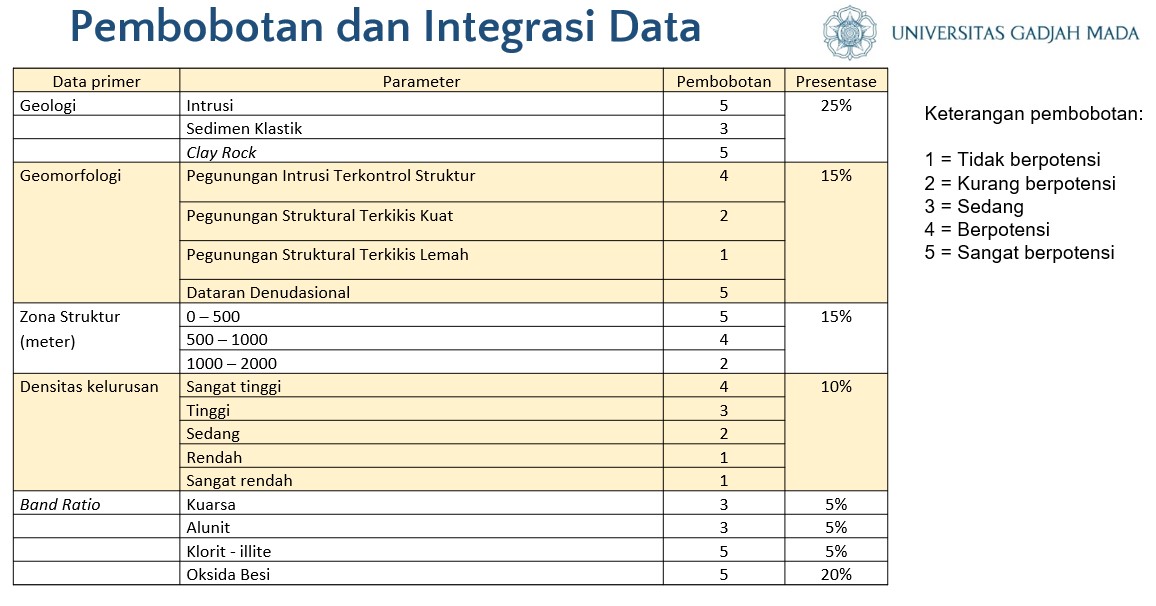 Pembobotan dan Integrasi Data
UNIVERSITAS GADJAH MADA
Data primer Parameter Pembobotan Presentase
Geologi Intrusi 5 25%
Sedimen Klastik 3
Clay Rock 5
Geomorfologi Pegunungan Intrusi Terkontrol Struktur 4 15%
Pegunungan Struktural Terkikis Kuat 2
Pegunungan Struktural Terkikis Lemah 1
Dataran Denudasional 5
Zona Struktur 0 – 500 5 15%
(meter) 500 – 1000 4
1000 – 2000 2
Densitas kelurusan Sangat tinggi 4 10%
Tinggi 3
Sedang 2
Rendah 1
Sangat rendah 1
Band Ratio Kuarsa 3 5%
Alunit 3 5%
Klorit - illite 5 5%
Oksida Besi 5 20%
Keterangan pembobotan:
1 = Tidak berpotensi
2 = Kurang berpotensi
3 = Sedang
4 = Berpotensi
5 = Sangat berpotensi